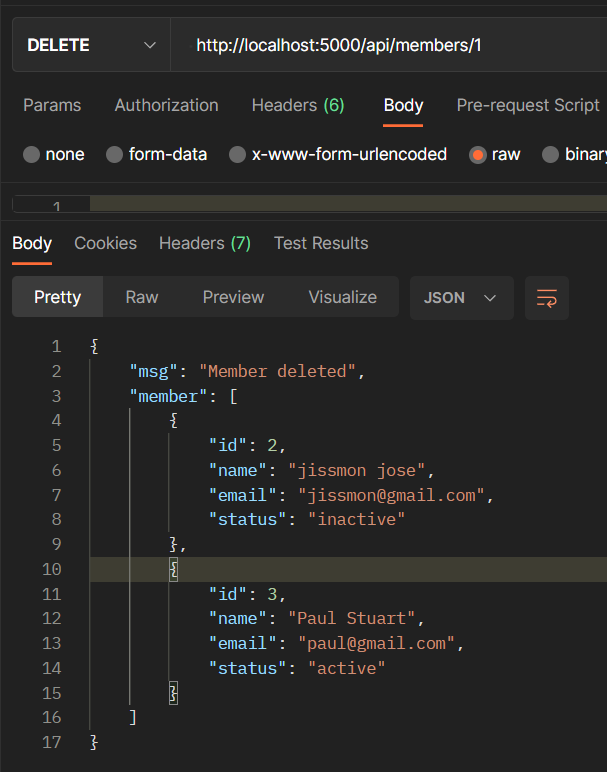 DELETE http://localhost:5000/api/members/1
Params Authorization Headers (6) Body Pre-request Script
none form-data x-www-form-urlencoded raw binary
1
Body Cookies Headers (7) Test Results
Pretty Raw Preview Visualize JSON
1 {
2 "msg": "Member deleted",
3 "member": [
4 {
5 "id": 2,
6 "name": "jissmon jose",
7 "email": "jissmon@gmail.com",
8 "status": "inactive"
9 },
10 {
11 "id": 3,
12 "name": "Paul Stuart",
13 "email": "paul@gmail.com",
14 "status": "active"
15 }
16 ]
17 }